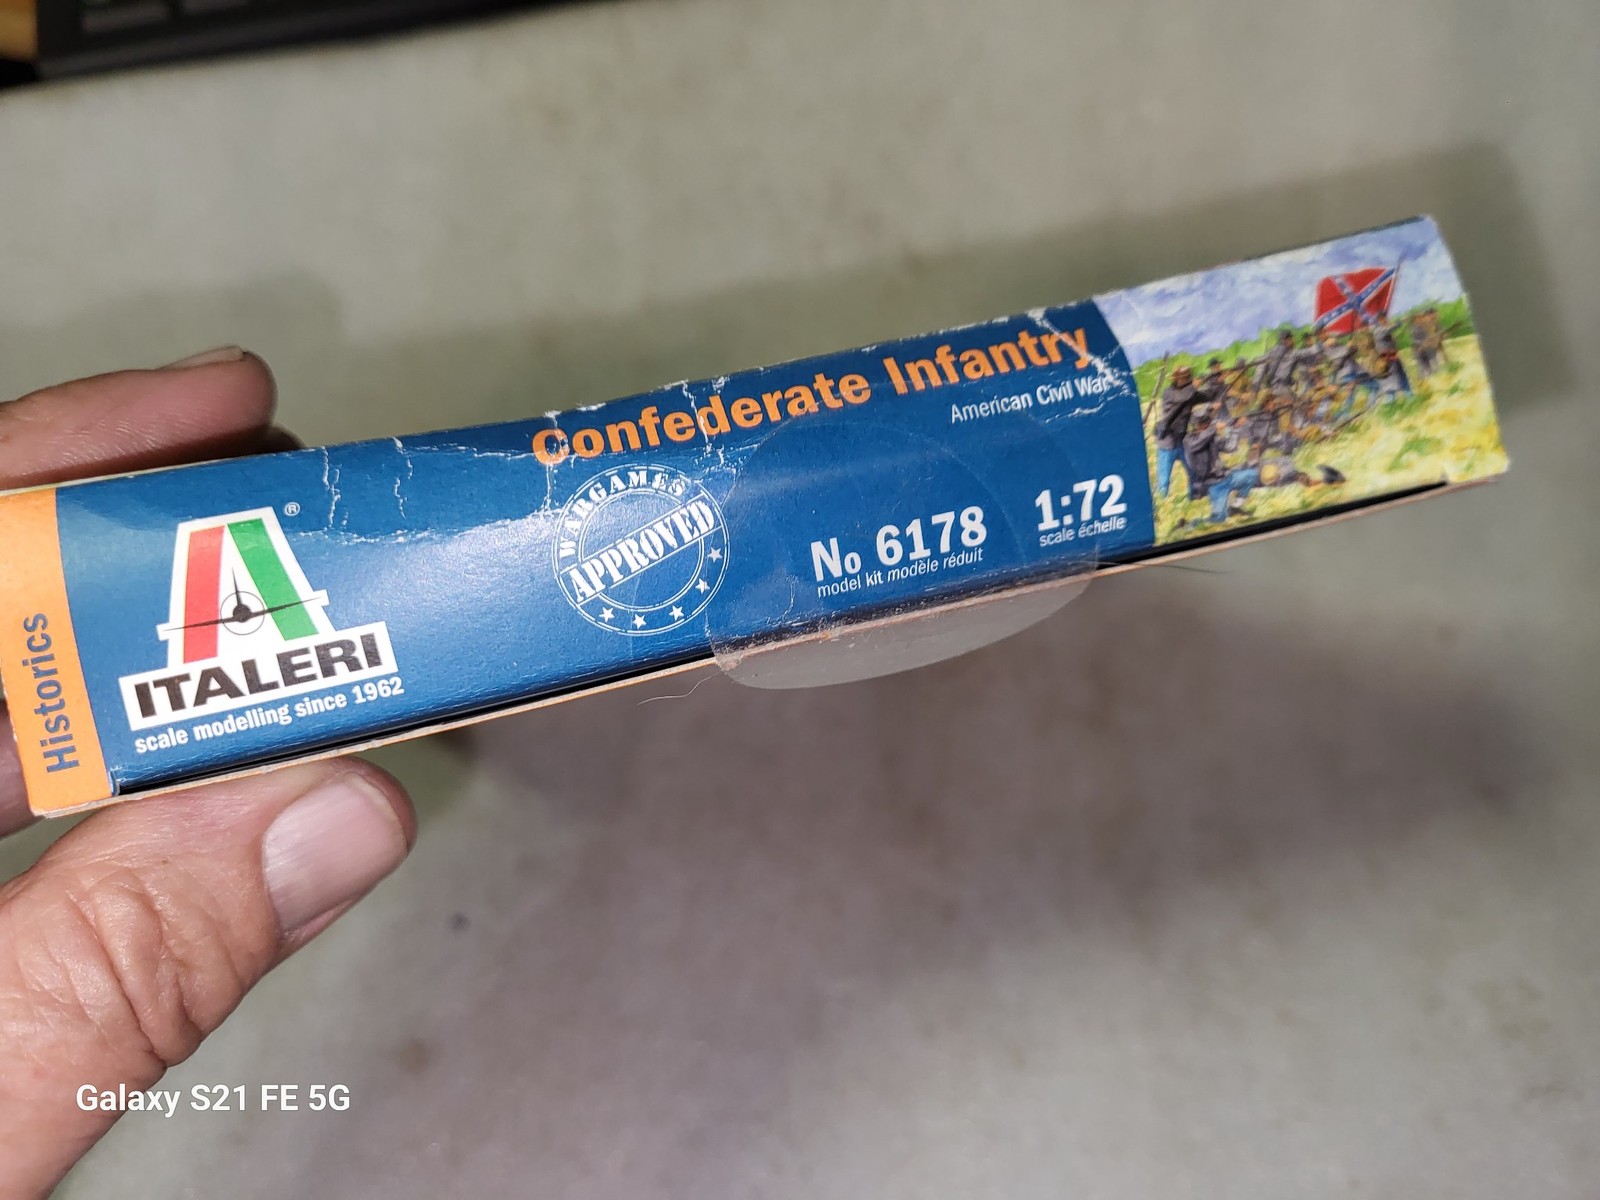 Historics
®
ITALERI
scale modelling since 1962
WARGAMES
APPROVED
Confederate Infantry
American Civil War
No 6178
model kit modèle réduit
1:72
scale échelle
Galaxy S21 FE 5G